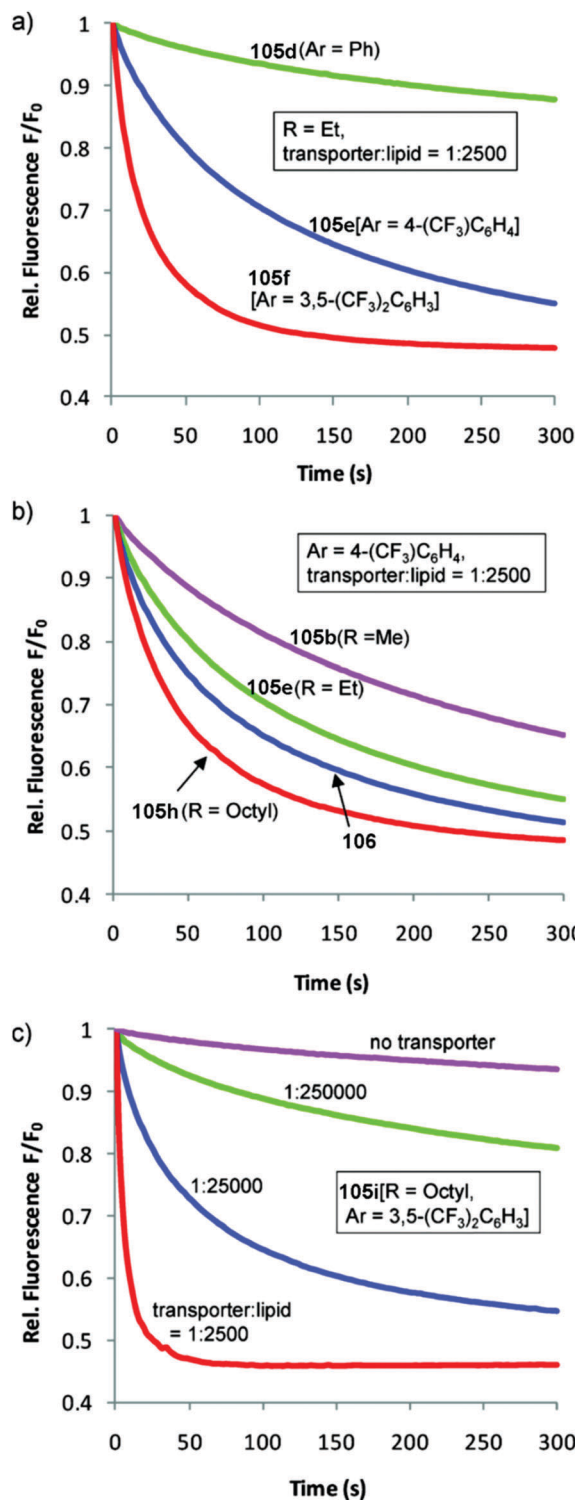 a)
Rel. Fluorescence F/F₀
1
0.9
0.8
0.7
0.6
0.5
0.4
105d (Ar = Ph)
R = Et,
transporter:lipid = 1:2500
105e[Ar = 4-(CF₃)C₆H₄]
105f
[Ar = 3,5-(CF₃)₂C₆H₃]
0 50 100 150 200 250 300
Time (s)
b)
Rel. Fluorescence F/F₀
1
0.9
0.8
0.7
0.6
0.5
0.4
Ar = 4-(CF₃)C₆H₄,
transporter:lipid = 1:2500
105b(R =Me)
105e(R = Et)
105h (R = Octyl)
106
0 50 100 150 200 250 300
Time (s)
c)
Rel. Fluorescence F/F₀
1
0.9
0.8
0.7
0.6
0.5
0.4
no transporter
1:250000
1:25000
105i[R = Octyl,
Ar = 3,5-(CF₃)₂C₆H₃]
transporter:lipid
= 1:2500
0 50 100 150 200 250 300
Time (s)